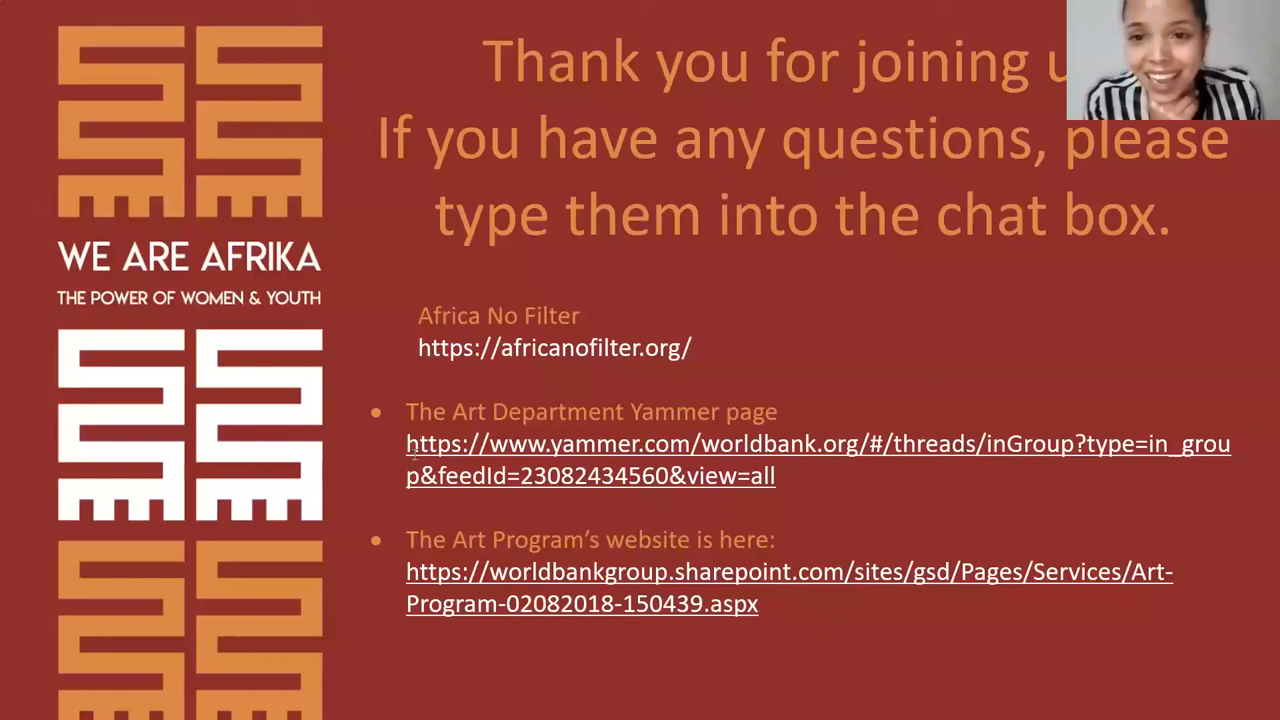 Thank you for joining
If you have any questions, please
type them into the chat box.
WE ARE AFRIKA
THE POWER OF WOMEN & YOUTH
Africa No Filter
https://africanofilter.org/
• The Art Department Yammer page
https://www.yammer.com/worldbank.org/#/threads/inGroup?type=in_grou
p&feedId=23082434560&view=all
• The Art Program’s website is here:
https://worldbankgroup.sharepoint.com/sites/gsd/Pages/Services/Art-
Program-02082018-150439.aspx